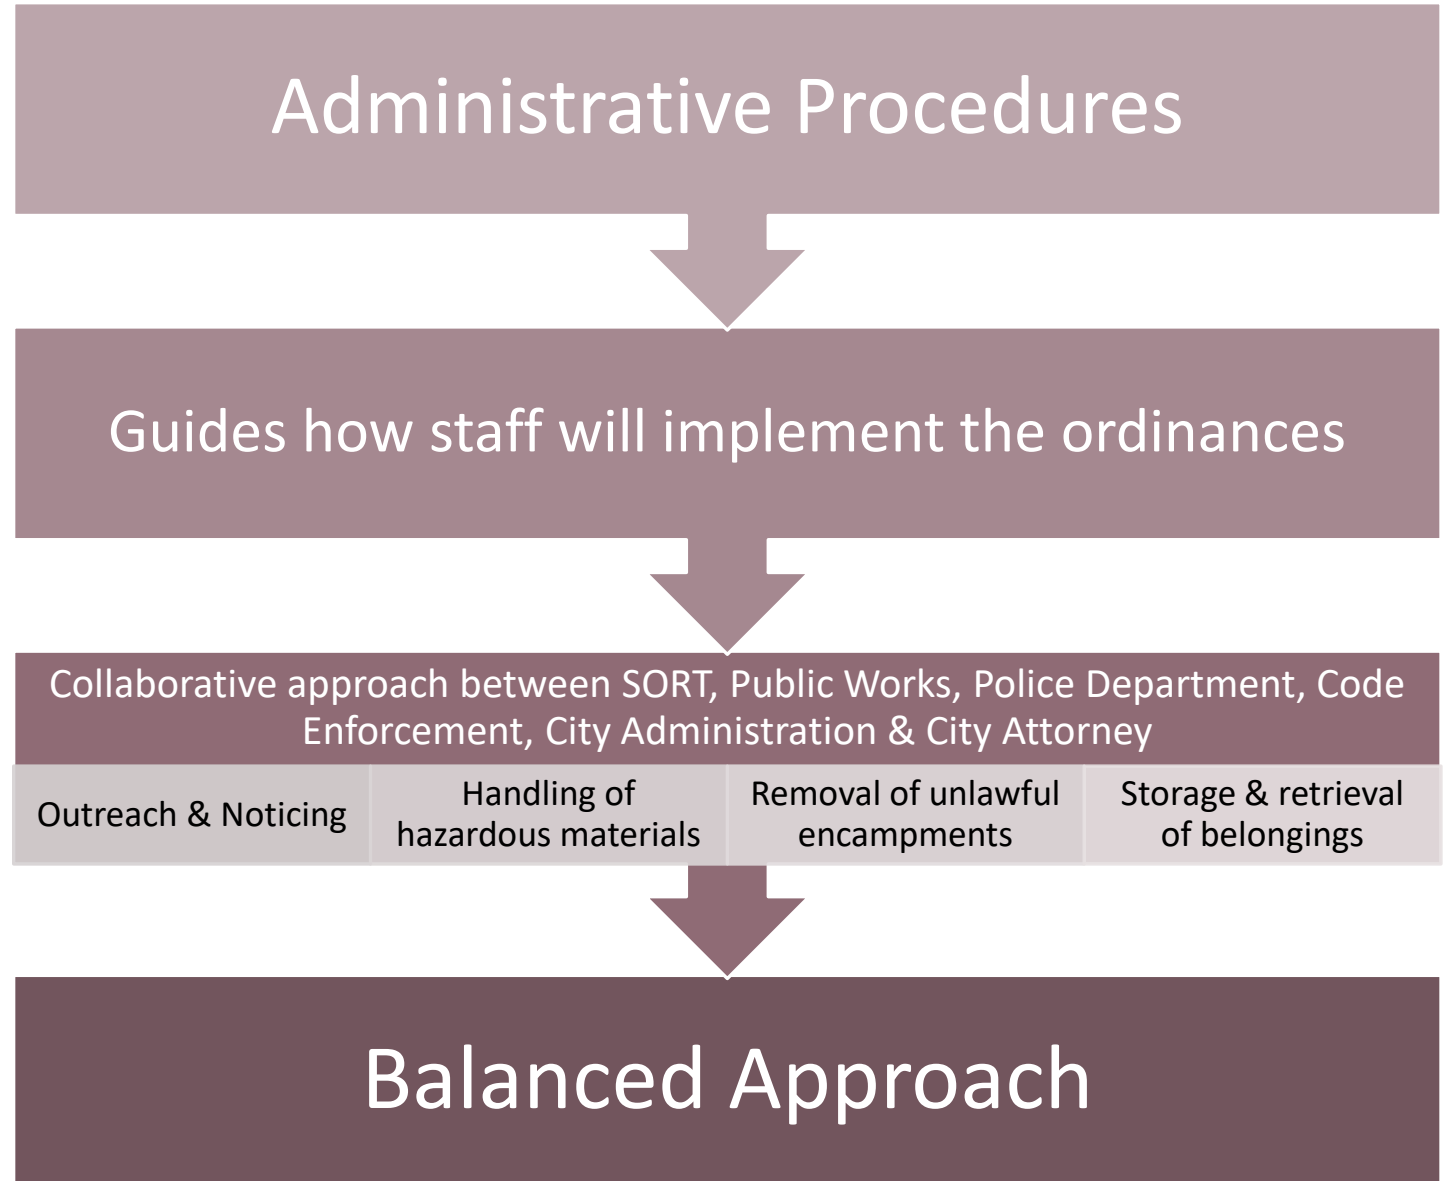 Administrative Procedures
Guides how staff will implement the ordinances
Collaborative approach between SORT, Public Works, Police Department, Code
Enforcement, City Administration & City Attorney
Outreach & Noticing
Handling of
hazardous materials
Removal of unlawful
encampments
Storage & retrieval
of belongings
Balanced Approach